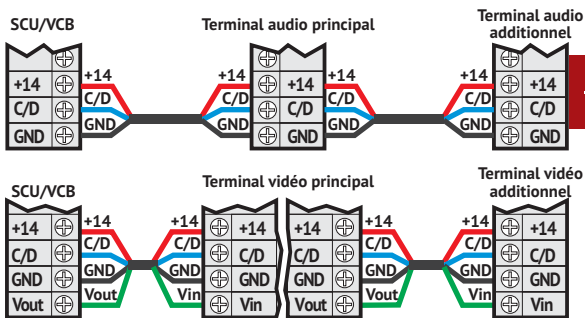 SCU/VCB
Terminal audio principal
Terminal audio
additionnel
+14 +14 +14 +14 +14 +14 +14
C/D C/D C/D C/D C/D C/D C/D
GND GND GND GND GND GND GND
SCU/VCB
Terminal vidéo principal
Terminal vidéo
additionnel
+14 +14 +14 +14 +14 +14 +14 +14
C/D C/D C/D C/D C/D C/D C/D C/D
GND GND GND GND GND GND GND GND
Vout Vout Vin Vin Vout Vout Vin Vin